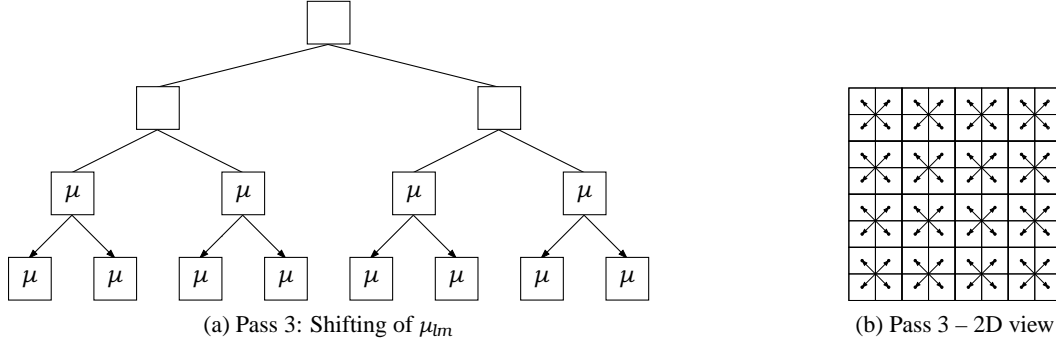 μ μ μ μ
μ μ μ μ μ μ μ μ
(a) Pass 3: Shifting of μlm
(b) Pass 3 – 2D view